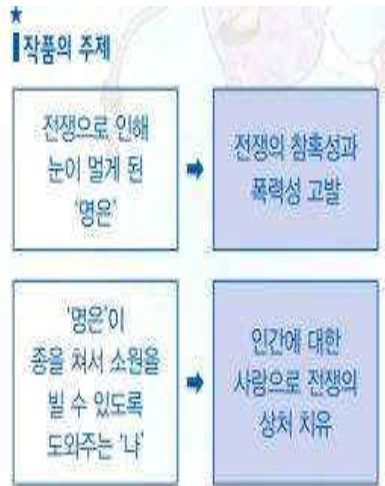 ★
작품의 주제
전쟁으로 인해
눈이 멀게 된
'명은'
➡
전쟁의 참혹성과
폭력성 고발
'명은'이
종을 쳐서 소원을
빌 수 있도록
도와주는 '나'
➡
인간에 대한
사랑으로 전쟁의
상처 치유